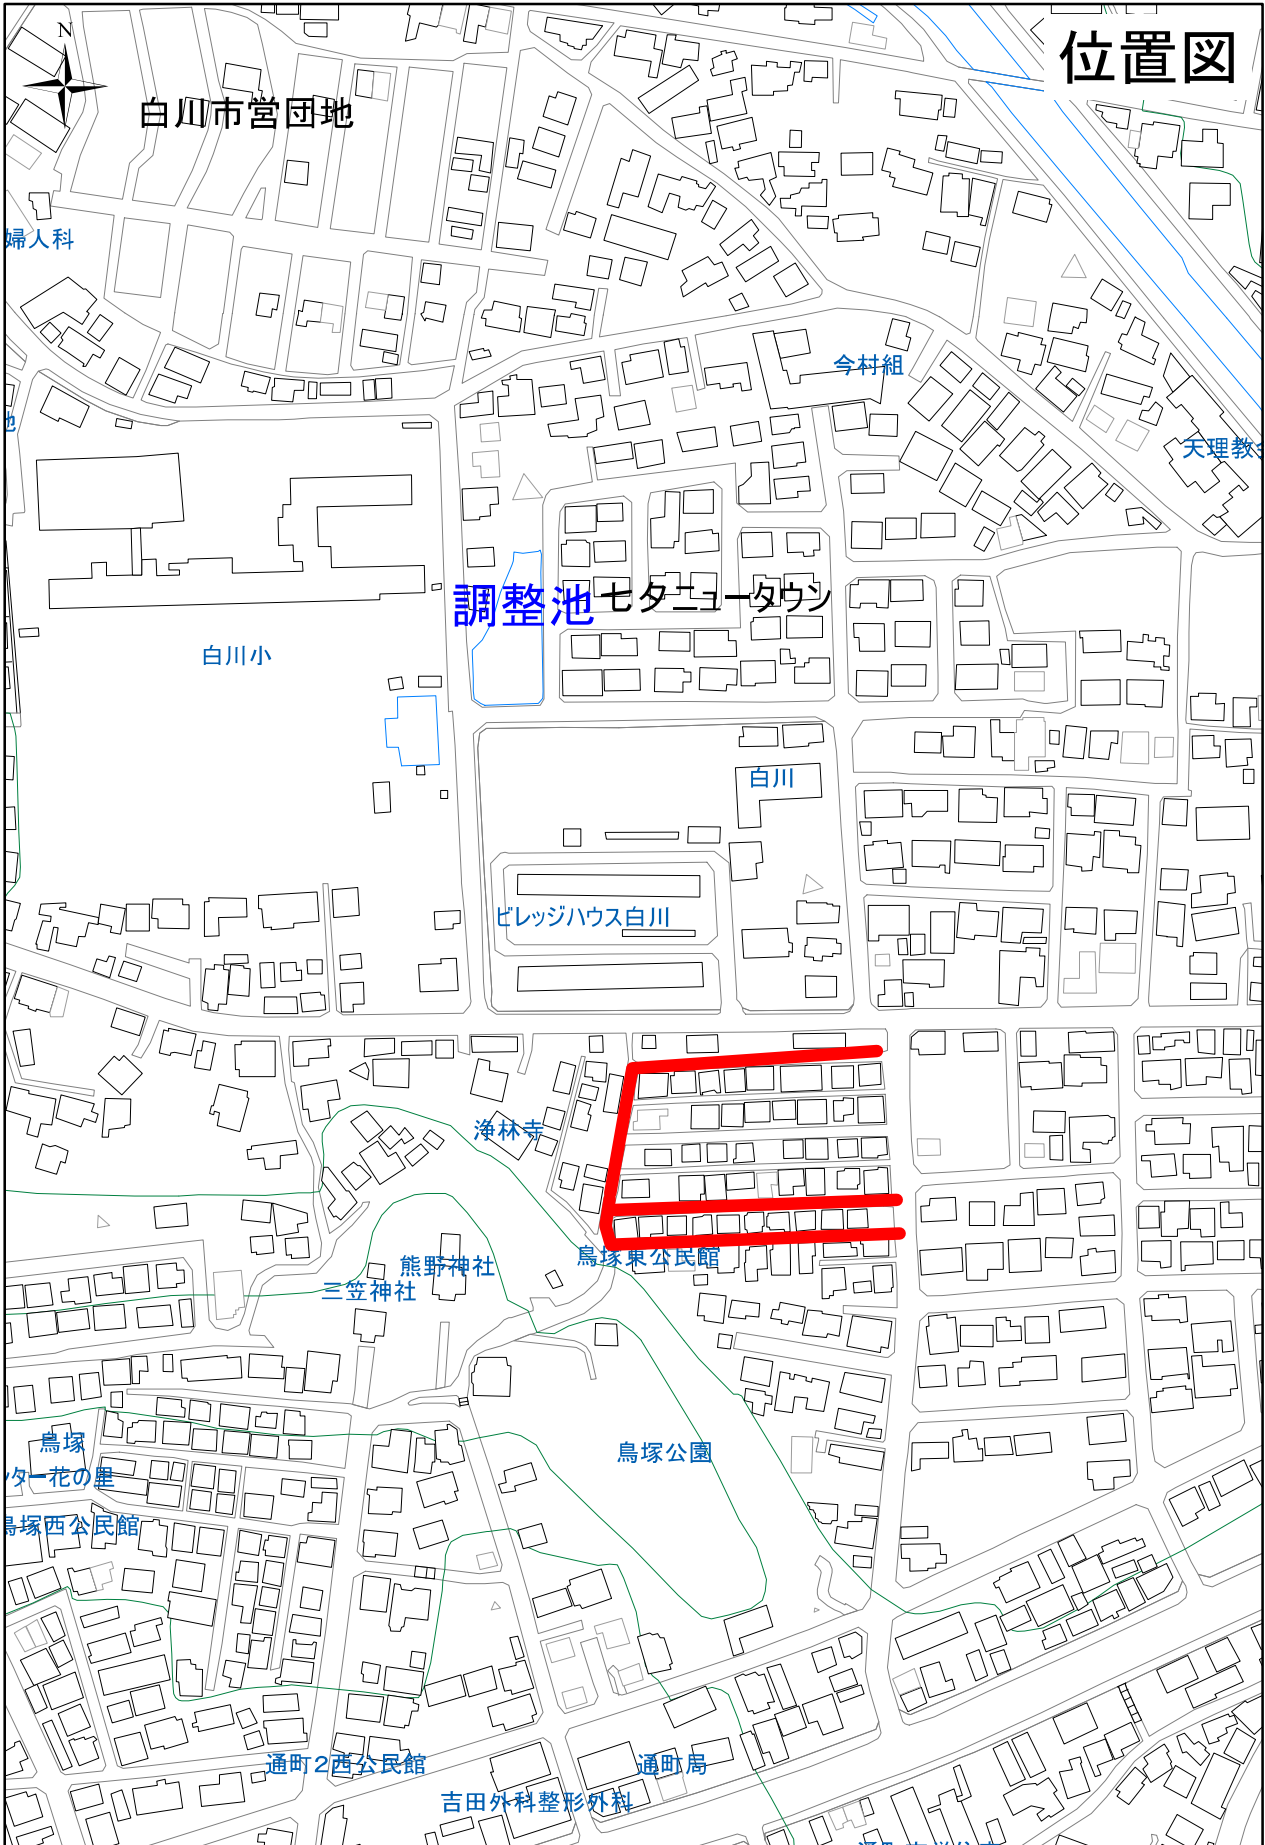 位置図
N
白川市営団地
婦人科
今村組
天理教
調整池
七夕ニュータウン
白川小
白川
ビレッジハウス白川
浄林寺
鳥塚東公民館
熊野神社
三笠神社
鳥塚
鳥塚公園
ンター花の里
鳥塚西公民館
通町2西公民館
通町局
吉田外科整形外科